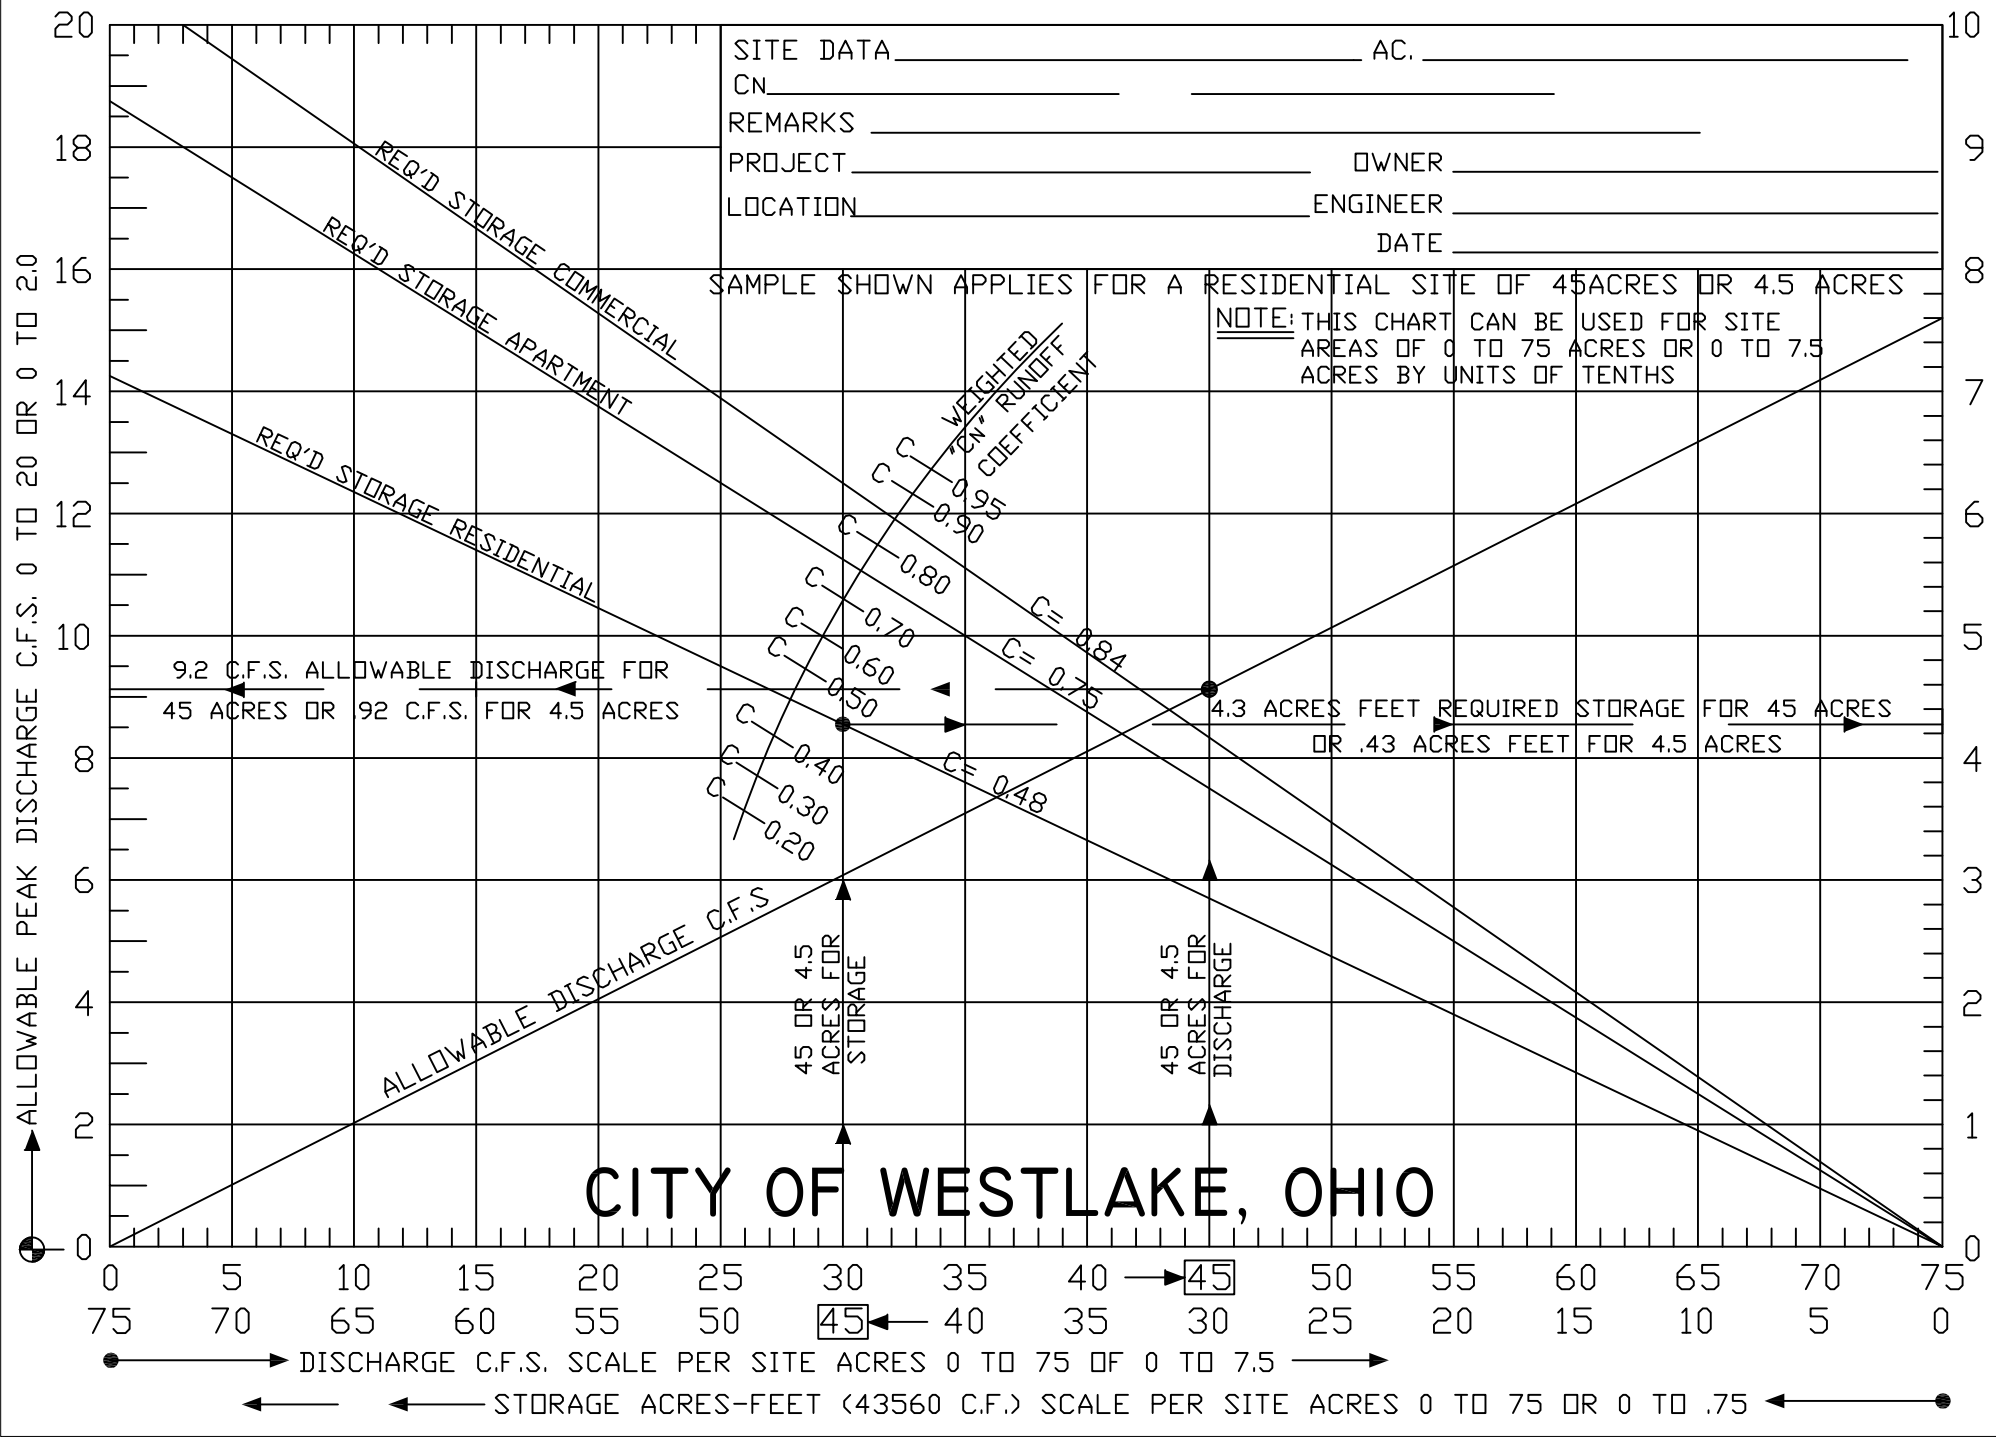 20
18
16
14
12
10
8
6
4
2
0
ALLOWABLE PEAK DISCHARGE C.F.S. 0 TO 20 OR 0 TO 2.0
SITE DATA AC.
CN
REMARKS
PROJECT OWNER
LOCATION ENGINEER
DATE
10
9
8
7
6
5
4
3
2
1
0
SAMPLE SHOWN APPLIES FOR A RESIDENTIAL SITE OF 45ACRES OR 4.5 ACRES
NOTE: THIS CHART CAN BE USED FOR SITE
AREAS OF 0 TO 75 ACRES OR 0 TO 7.5
ACRES BY UNITS OF TENTHS
REQ'D STORAGE COMMERCIAL
REQ'D STORAGE APARTMENT
REQ'D STORAGE RESIDENTIAL
WEIGHTED
"CN" RUNOFF
COEFFICIENT
C 0.95
C 0.90
C 0.80
C 0.70
C 0.60
C 0.50
C 0.40
C 0.30
C 0.20
C= 0.84
C= 0.75
C= 0.48
9.2 C.F.S. ALLOWABLE DISCHARGE FOR
45 ACRES OR .92 C.F.S. FOR 4.5 ACRES
4.3 ACRES FEET REQUIRED STORAGE FOR 45 ACRES
OR .43 ACRES FEET FOR 4.5 ACRES
ALLOWABLE DISCHARGE C.F.S
45 OR 4.5
ACRES FOR
STORAGE
45 OR 4.5
ACRES FOR
DISCHARGE
CITY OF WESTLAKE, OHIO
0 5 10 15 20 25 30 35 40 45 50 55 60 65 70 75
75 70 65 60 55 50 45 40 35 30 25 20 15 10 5 0
DISCHARGE C.F.S. SCALE PER SITE ACRES 0 TO 75 OF 0 TO 7.5
STORAGE ACRES-FEET (43560 C.F.) SCALE PER SITE ACRES 0 TO 75 OR 0 TO .75